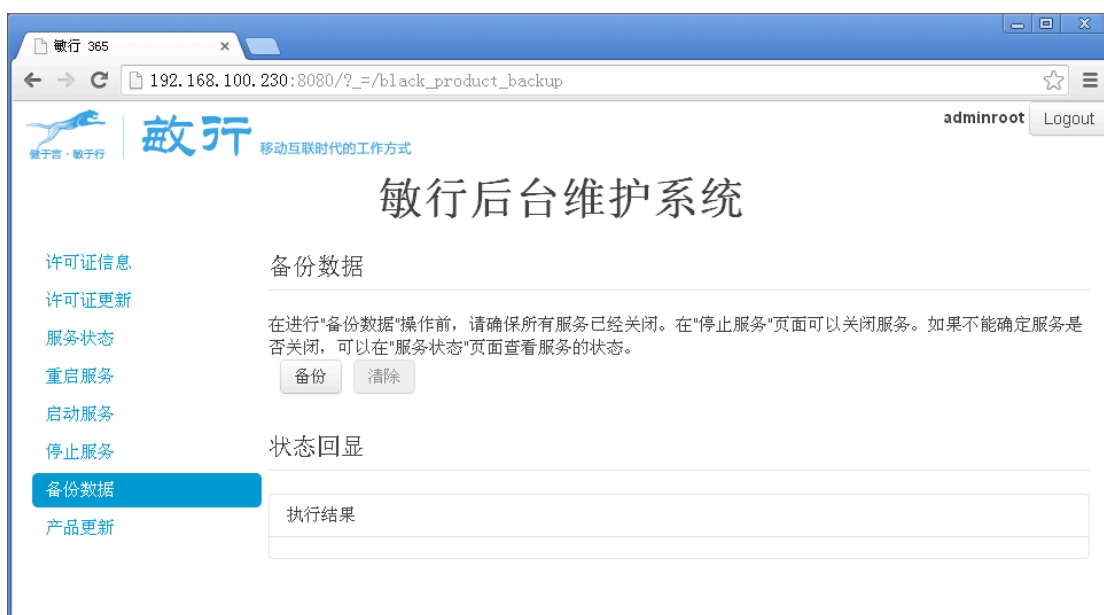 敏行 365
192.168.100.230:8080/?_=/black_product_backup
健于言·敏于行
敏行 移动互联时代的工作方式
adminroot Logout
敏行后台维护系统
许可证信息
许可证更新
服务状态
重启服务
启动服务
停止服务
备份数据
产品更新
备份数据
在进行"备份数据"操作前，请确保所有服务已经关闭。在"停止服务"页面可以关闭服务。如果不能确定服务是
否关闭，可以在"服务状态"页面查看服务的状态。
备份 清除
状态回显
执行结果